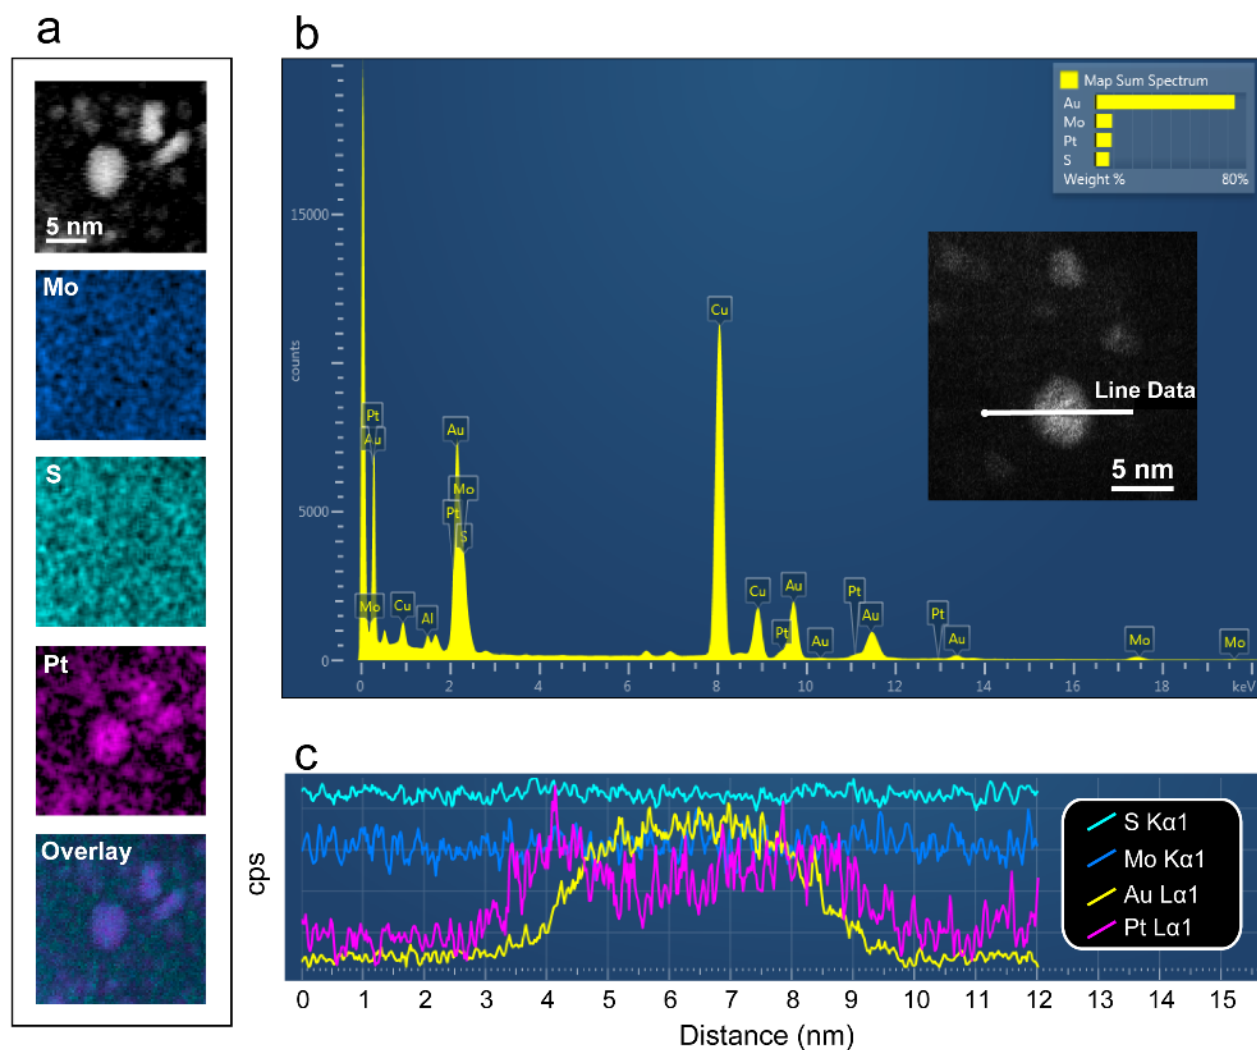 a
5 nm
Mo
S
Pt
Overlay
b
Map Sum Spectrum
Au
Mo
Pt
S
Weight % 80%
15000
counts
5000
0
Pt
Au
Mo
Cu
Al
Au
Mo
Pt
S
Cu
Cu
Pt
Au
Au
Pt
Au
Pt
Au
Mo
Mo
Line Data
5 nm
0 2 4 6 8 10 12 14 16 18 keV
c
cps
S Kα1
Mo Kα1
Au Lα1
Pt Lα1
0 1 2 3 4 5 6 7 8 9 10 11 12 13 14 15
Distance (nm)